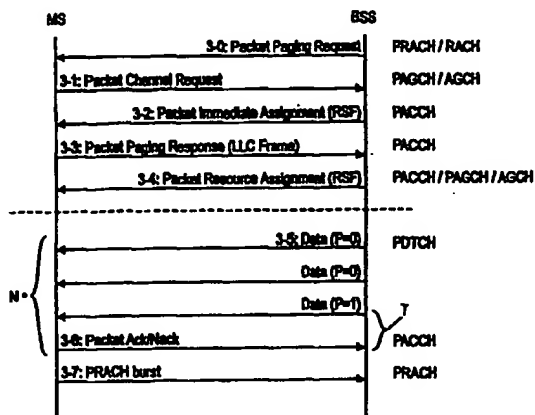 MS BSS
3-0: Packet Paging Request PRACH / RACH
3-1: Packet Channel Request PAGCH / AGCH
3-2: Packet Immediate Assignment (RSF) PACCH
3-3: Packet Paging Response (LLC Frame) PACCH
3-4: Packet Resource Assignment (RSF) PACCH / PAGCH / AGCH
3-5: Data (P=0) PDTCH
Data (P=0)
N •
Data (P=1)
T
3-6: Packet Ack/Nack PACCH
3-7: PRACH burst PRACH